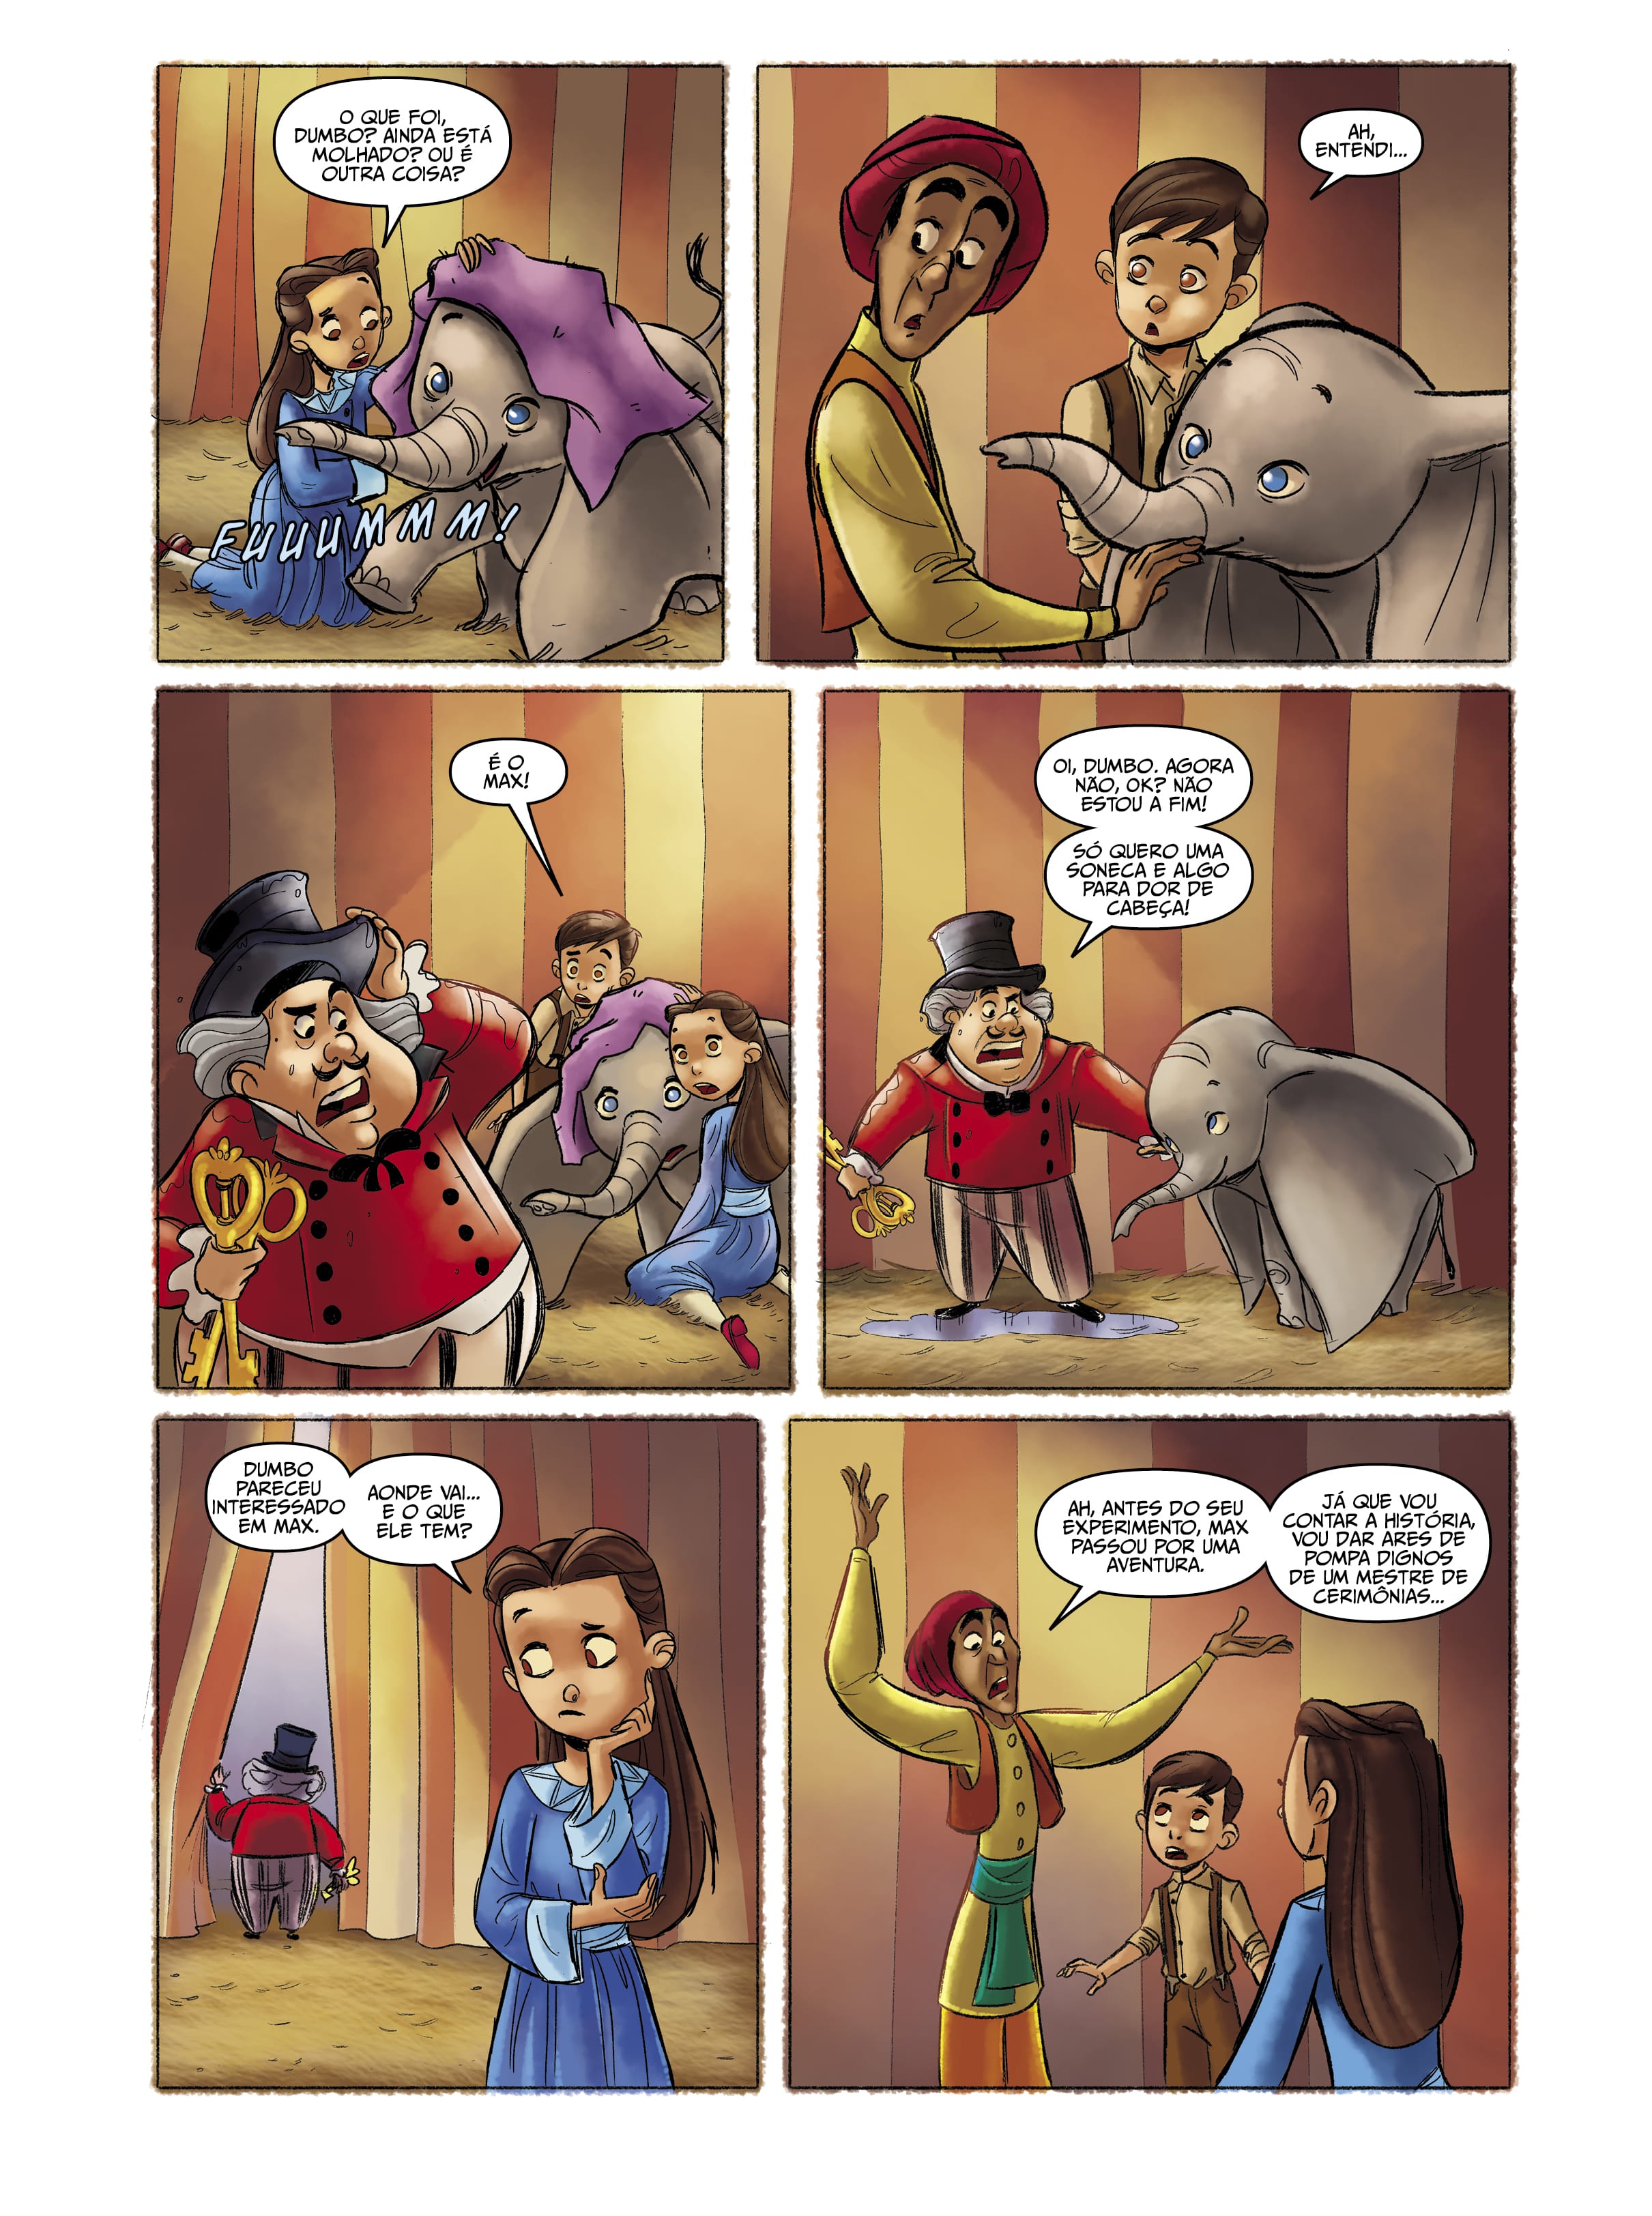 O QUE FOI,
DUMBO? AINDA ESTÁ
MOLHADO? OU É
OUTRA COISA?
FUUUMMM!
AH,
ENTENDI...
É O
MAX!
OI, DUMBO. AGORA
NÃO, OK? NÃO
ESTOU A FIM!
SÓ QUERO UMA
SONECA E ALGO
PARA DOR DE
CABEÇA!
DUMBO
PARECEU
INTERESSADO
EM MAX.
AONDE VAI...
E O QUE
ELE TEM?
AH, ANTES DO SEU
EXPERIMENTO, MAX
PASSOU POR UMA
AVENTURA.
JÁ QUE VOU
CONTAR A HISTÓRIA,
VOU DAR ARES DE
POMPA DIGNOS
DE UM MESTRE DE
CERIMÔNIAS...